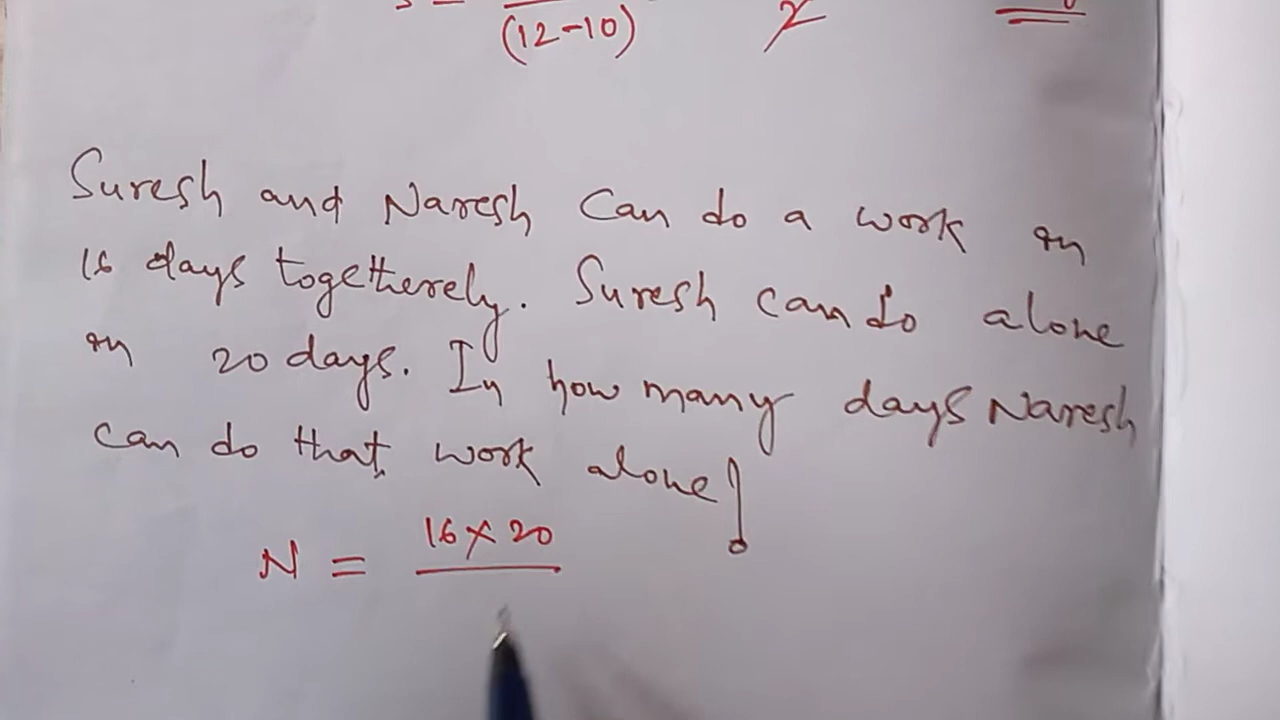 (12-10) 2
Suresh and Naresh Can do a work in
16 days togetherely. Suresh can do alone
in 20 days. In how many days Naresh
can do that work alone?
N = 16 × 20